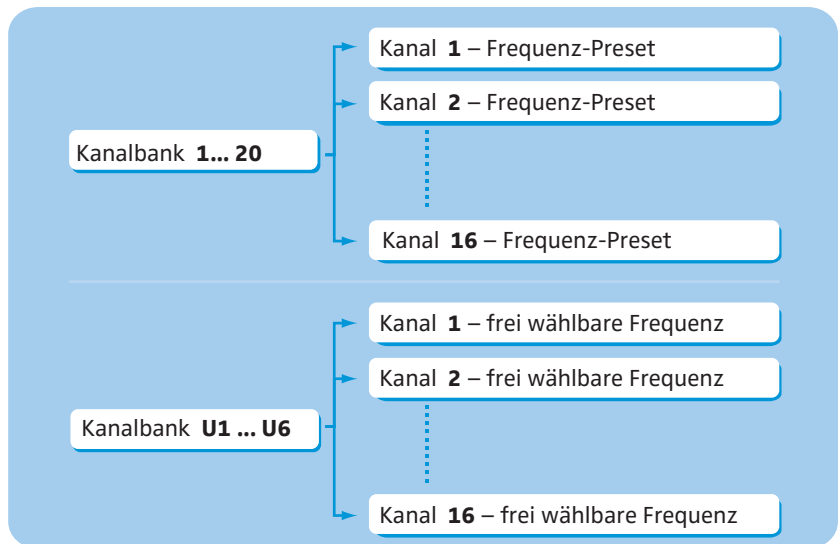 Kanal 1 – Frequenz-Preset
Kanal 2 – Frequenz-Preset
Kanalbank 1... 20
Kanal 16 – Frequenz-Preset
Kanal 1 – frei wählbare Frequenz
Kanal 2 – frei wählbare Frequenz
Kanalbank U1 ... U6
Kanal 16 – frei wählbare Frequenz